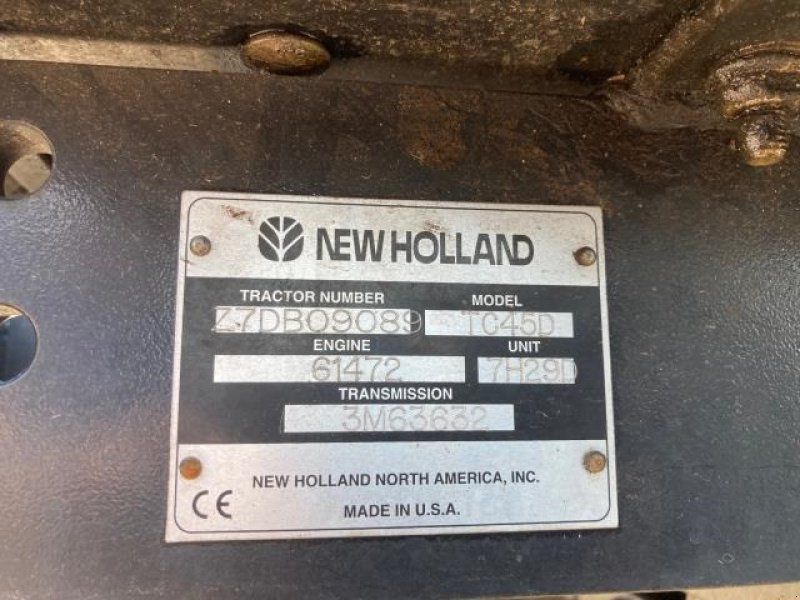 NEW HOLLAND
TRACTOR NUMBER MODEL
Z7DB09089 TC45D
ENGINE UNIT
61472 7H29D
TRANSMISSION
3M63632
NEW HOLLAND NORTH AMERICA, INC.
CE MADE IN U.S.A.